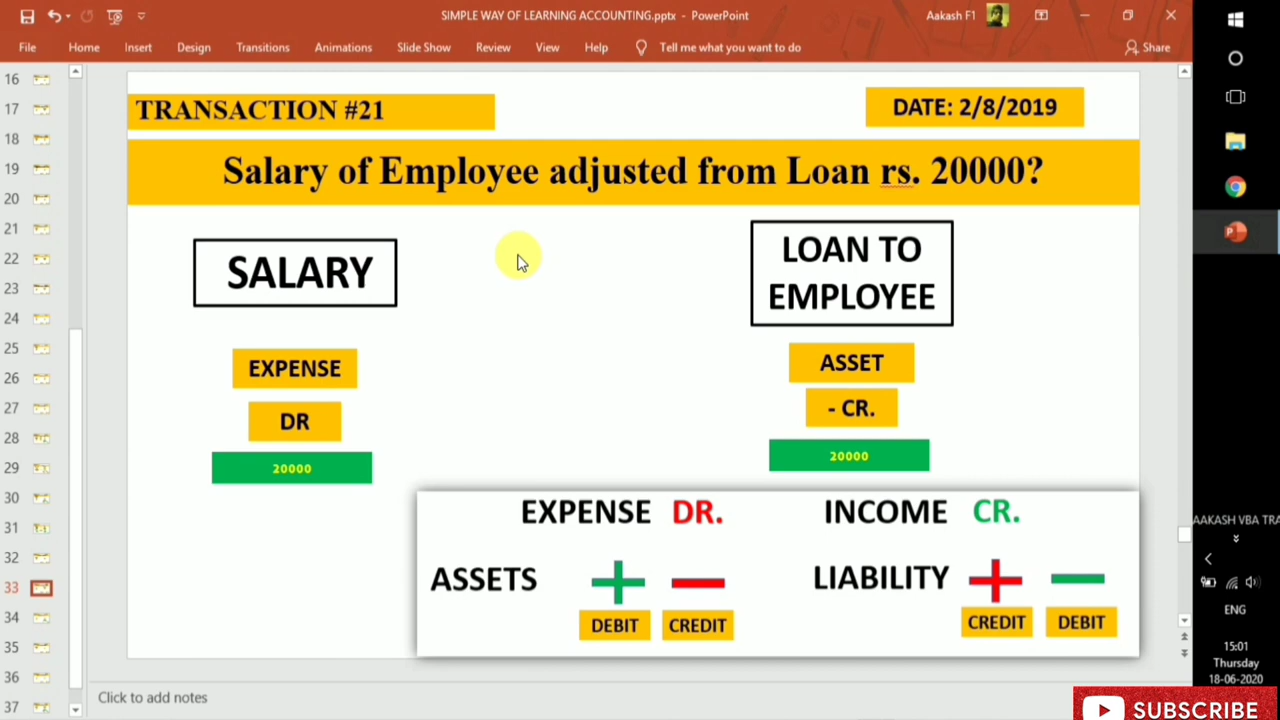 SIMPLE WAY OF LEARNING ACCOUNTING.pptx - PowerPoint
Aakash F1
File Home Insert Design Transitions Animations Slide Show Review View Help Tell me what you want to do Share
16
17
18
19
20
21
22
23
24
25
26
27
28
29
30
31
32
33
34
35
36
37
TRANSACTION #21
DATE: 2/8/2019
Salary of Employee adjusted from Loan rs. 20000?
SALARY
EXPENSE
DR
20000
LOAN TO
EMPLOYEE
ASSET
- CR.
20000
EXPENSE DR. INCOME CR.
ASSETS + - LIABILITY + -
DEBIT CREDIT CREDIT DEBIT
Click to add notes
AAKASH VBA TRA
ENG
15:01
Thursday
18-06-2020
SUBSCRIBE